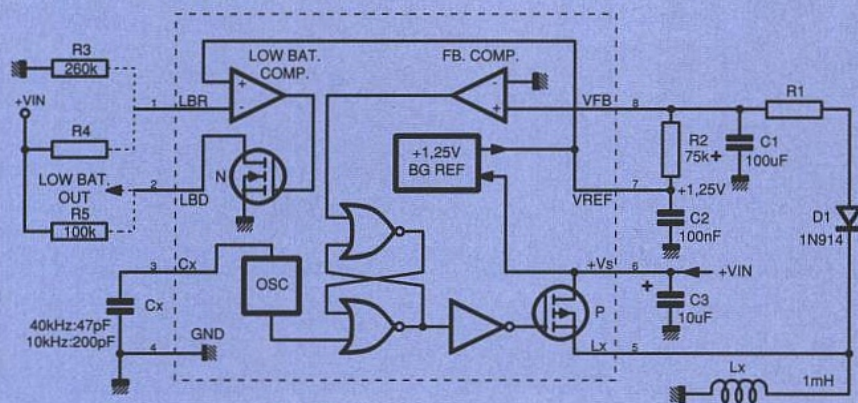 R3
260k
+VIN
R4
LOW BAT.
OUT
R5
100k
1
LBR
2
LBD
3
Cx
Cx
40kHz:47pF
10kHz:200pF
4
GND
LOW BAT.
COMP.
+
-
N
OSC
FB. COMP.
-
+
+1,25V
BG REF
VFB
8
VREF
7
+1,25V
+Vs
6
+VIN
P
Lx
5
R1
R2
75k
+
C1
100uF
C2
100nF
+
C3
10uF
D1
1N914
Lx
1mH